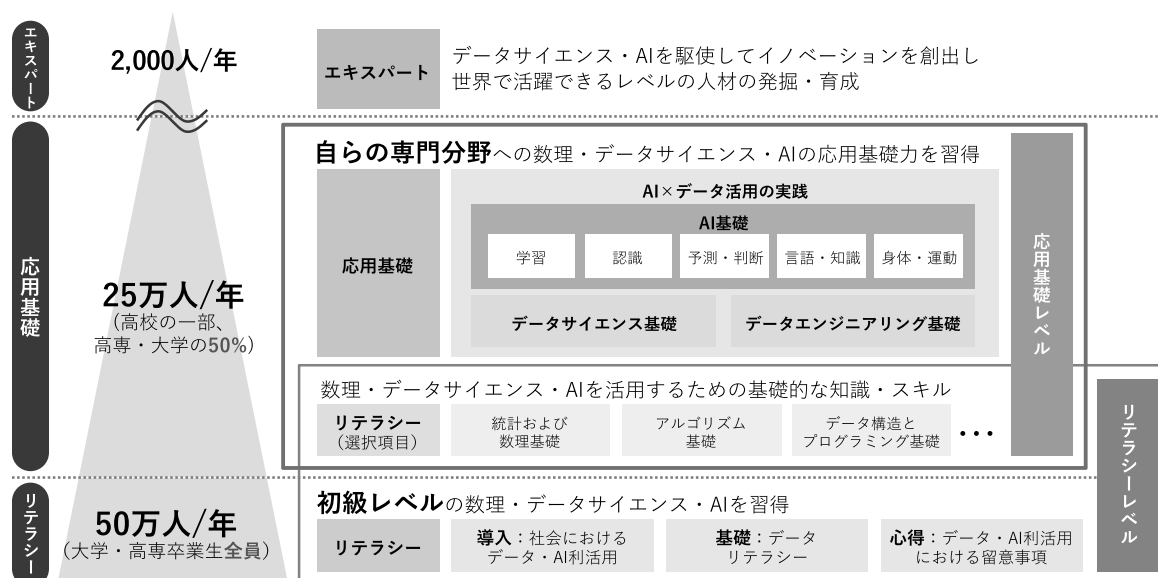 エキスパート
2,000人/年
エキスパート
データサイエンス・AIを駆使してイノベーションを創出し
世界で活躍できるレベルの人材の発掘・育成
応用基礎
25万人/年
(高校の一部、
高専・大学の50%)
自らの専門分野への数理・データサイエンス・AIの応用基礎力を習得
応用基礎
AI×データ活用の実践
AI基礎
学習
認識
予測・判断
言語・知識
身体・運動
データサイエンス基礎
データエンジニアリング基礎
応用基礎レベル
数理・データサイエンス・AIを活用するための基礎的な知識・スキル
リテラシー
(選択項目)
統計および
数理基礎
アルゴリズム
基礎
データ構造と
プログラミング基礎
・・・
リテラシーレベル
リテラシー
50万人/年
(大学・高専卒業生全員)
初級レベルの数理・データサイエンス・AIを習得
リテラシー
導入：社会における
データ・AI利活用
基礎：データ
リテラシー
心得：データ・AI利活用
における留意事項